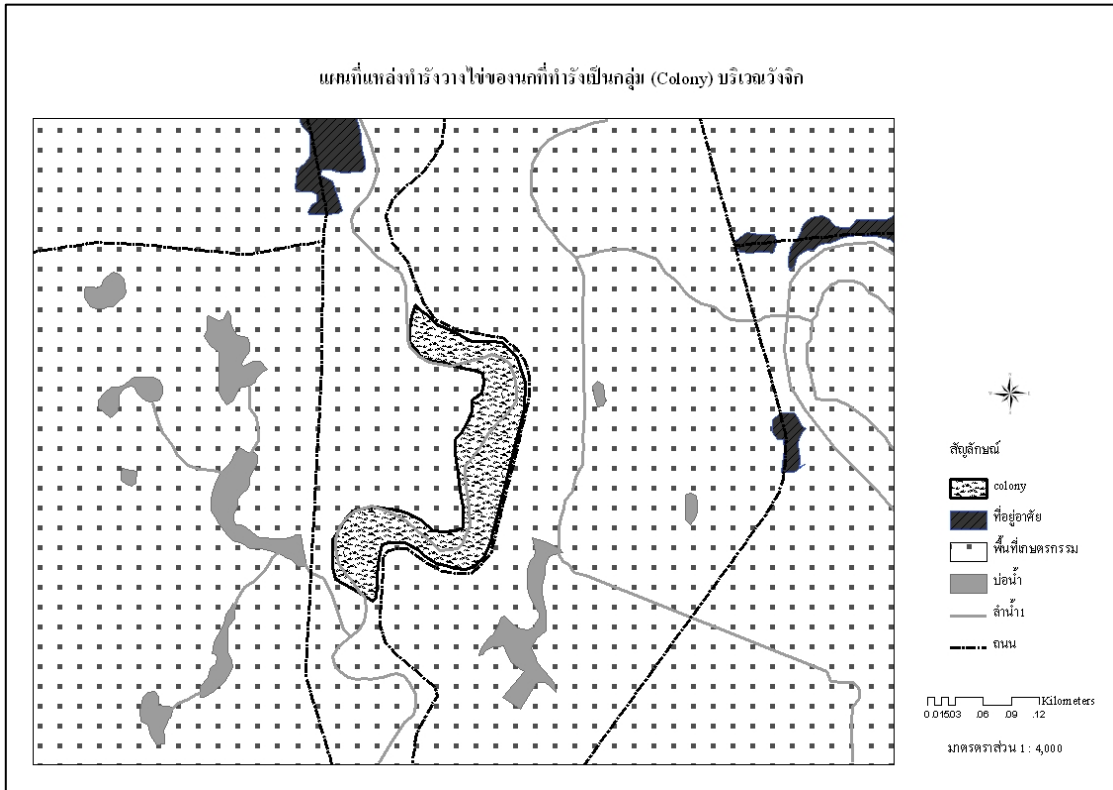 แผนที่แหล่งทำรังวางไข่ของนกที่ทำรังเป็นกลุ่ม (Colony) บริเวณวังจิก
สัญลักษณ์
colony
ที่อยู่อาศัย
พื้นที่เกษตรกรรม
บ่อน้ำ
ลำน้ำ1
ถนน
Kilometers
0 .01503 .06 .09 .12
มาตรตราส่วน 1 : 4,000